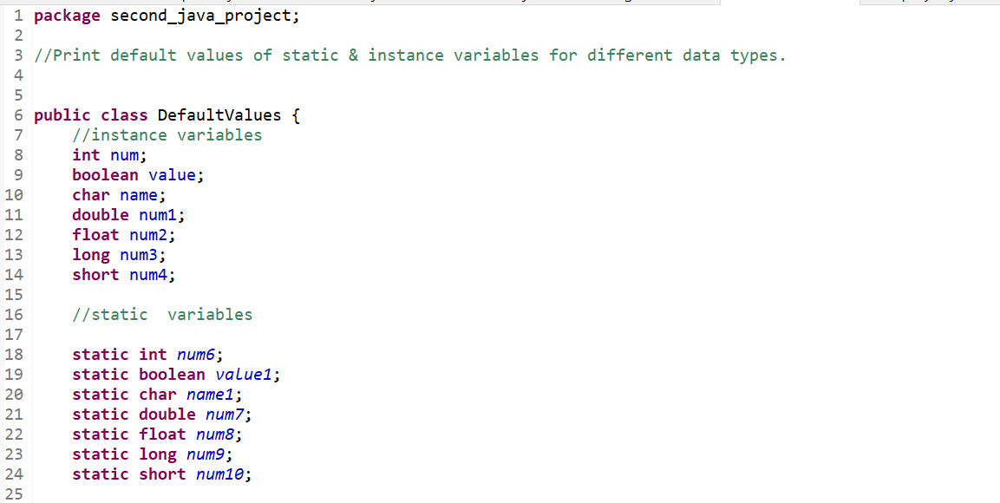 1 package second_java_project;
2
3 //Print default values of static & instance variables for different data types.
4
5
6 public class DefaultValues {
7     //instance variables
8     int num;
9     boolean value;
10     char name;
11     double num1;
12     float num2;
13     long num3;
14     short num4;
15
16     //static  variables
17
18     static int num6;
19     static boolean value1;
20     static char name1;
21     static double num7;
22     static float num8;
23     static long num9;
24     static short num10;
25